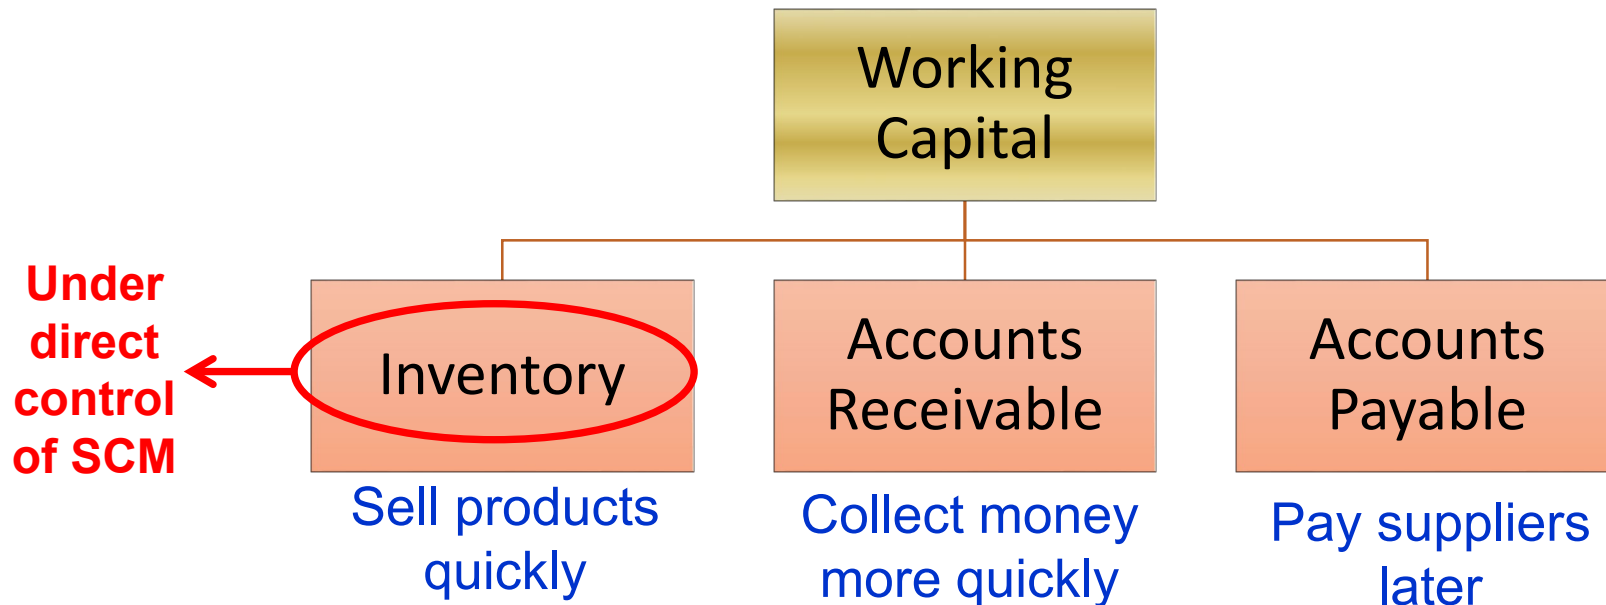 Working
Capital
Under
direct
control
of SCM
Inventory
Accounts
Receivable
Accounts
Payable
Sell products
quickly
Collect money
more quickly
Pay suppliers
later